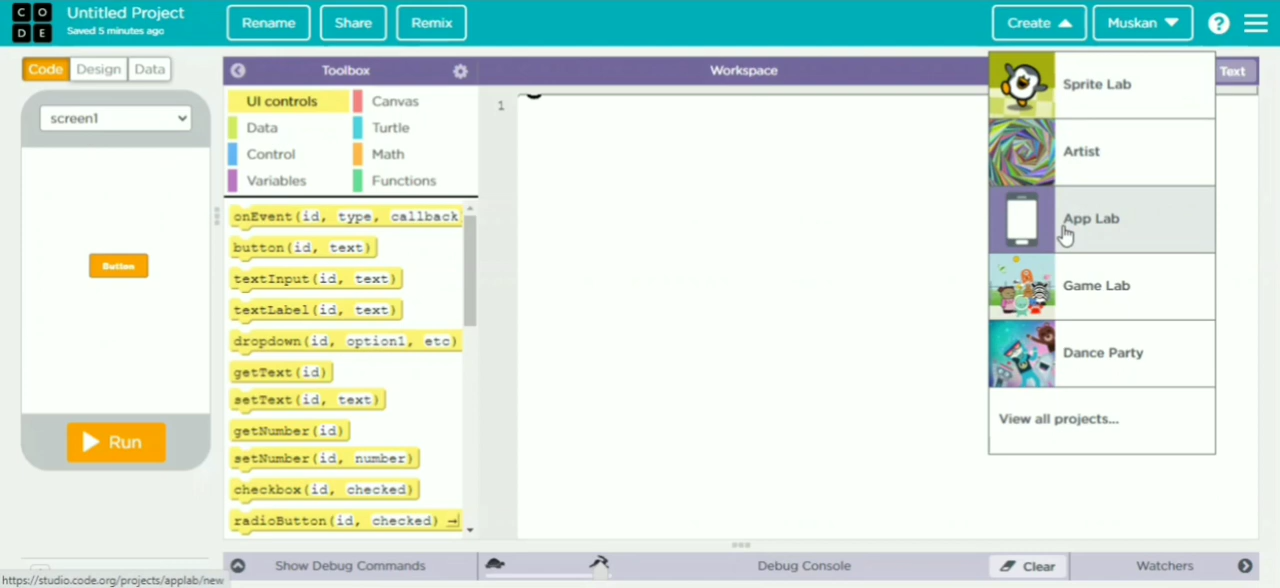 CODE
Untitled Project
Saved 5 minutes ago
Rename
Share
Remix
Create
Muskan
?
Code
Design
Data
Toolbox
Workspace
Text
screen1
Button
Run
UI controls
Canvas
Data
Turtle
Control
Math
Variables
Functions
onEvent(id, type, callback
button(id, text)
textInput(id, text)
textLabel(id, text)
dropdown(id, option1, etc)
getText(id)
setText(id, text)
getNumber(id)
setNumber(id, number)
checkbox(id, checked)
radioButton(id, checked)
1
Sprite Lab
Artist
App Lab
Game Lab
Dance Party
View all projects...
Show Debug Commands
Debug Console
Clear
Watchers
https://studio.code.org/projects/applab/new